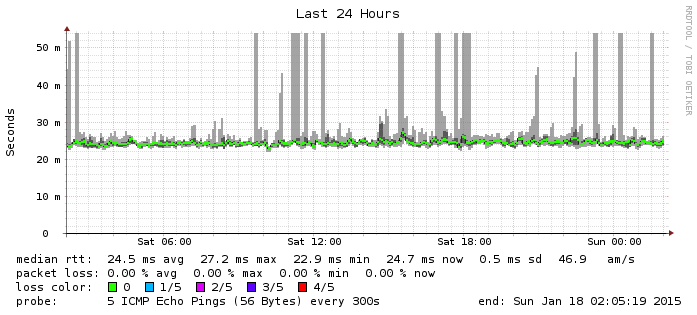 Last 24 Hours
RRDTOOL / TOBI OETIKER
Seconds
50 m
40 m
30 m
20 m
10 m
0
Sat 06:00 Sat 12:00 Sat 18:00 Sun 00:00
median rtt: 24.5 ms avg 27.2 ms max 22.9 ms min 24.7 ms now 0.5 ms sd 46.9 am/s
packet loss: 0.00 % avg 0.00 % max 0.00 % min 0.00 % now
loss color: 0 1/5 2/5 3/5 4/5
probe: 5 ICMP Echo Pings (56 Bytes) every 300s end: Sun Jan 18 02:05:19 2015